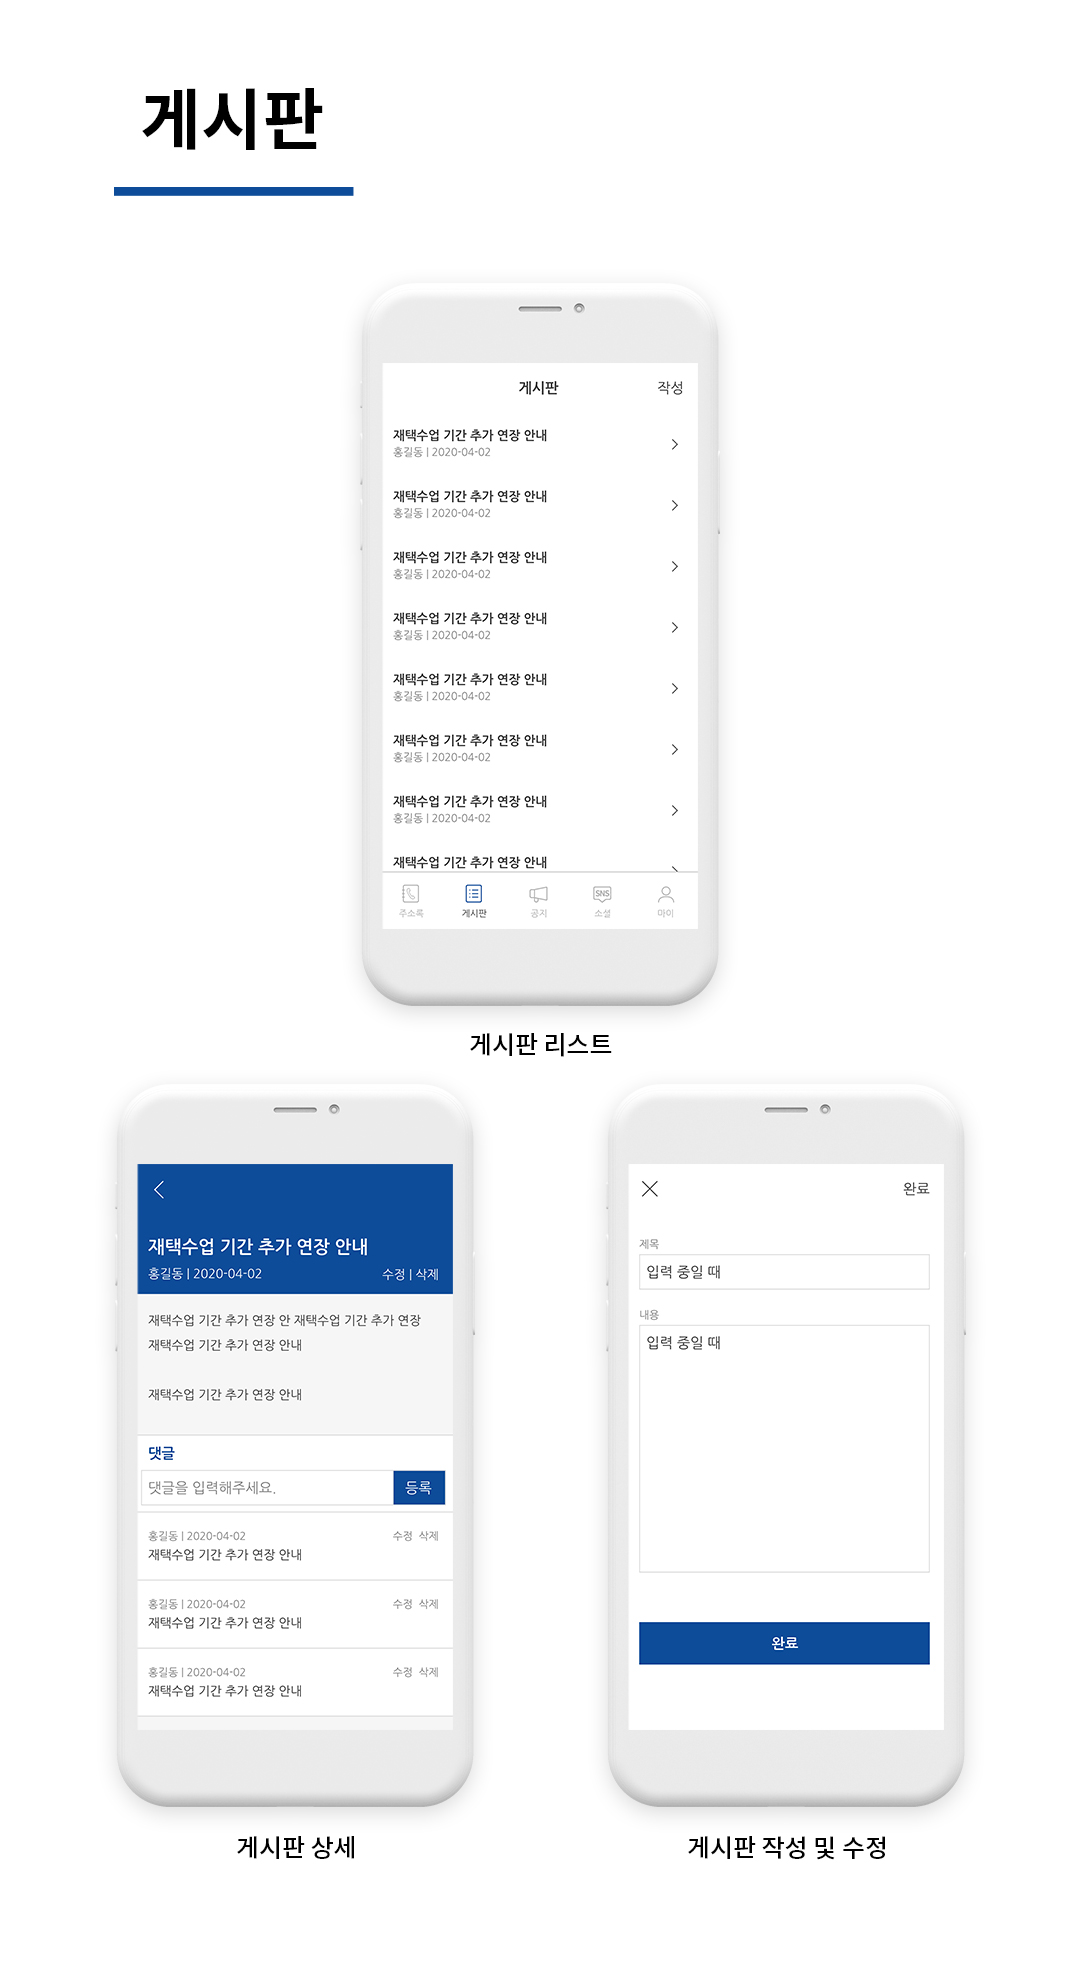 게시판
게시판 작성
재택수업 기간 추가 연장 안내
홍길동 | 2020-04-02
재택수업 기간 추가 연장 안내
홍길동 | 2020-04-02
재택수업 기간 추가 연장 안내
홍길동 | 2020-04-02
재택수업 기간 추가 연장 안내
홍길동 | 2020-04-02
재택수업 기간 추가 연장 안내
홍길동 | 2020-04-02
재택수업 기간 추가 연장 안내
홍길동 | 2020-04-02
재택수업 기간 추가 연장 안내
홍길동 | 2020-04-02
재택수업 기간 추가 연장 안내
SNS
주소록 게시판 공지 소셜 마이
게시판 리스트
재택수업 기간 추가 연장 안내
홍길동 | 2020-04-02 수정 | 삭제
재택수업 기간 추가 연장 안 재택수업 기간 추가 연장
재택수업 기간 추가 연장 안내
재택수업 기간 추가 연장 안내
댓글
댓글을 입력해주세요. 등록
홍길동 | 2020-04-02 수정 삭제
재택수업 기간 추가 연장 안내
홍길동 | 2020-04-02 수정 삭제
재택수업 기간 추가 연장 안내
홍길동 | 2020-04-02 수정 삭제
재택수업 기간 추가 연장 안내
게시판 상세
완료
제목
입력 중일 때
내용
입력 중일 때
완료
게시판 작성 및 수정